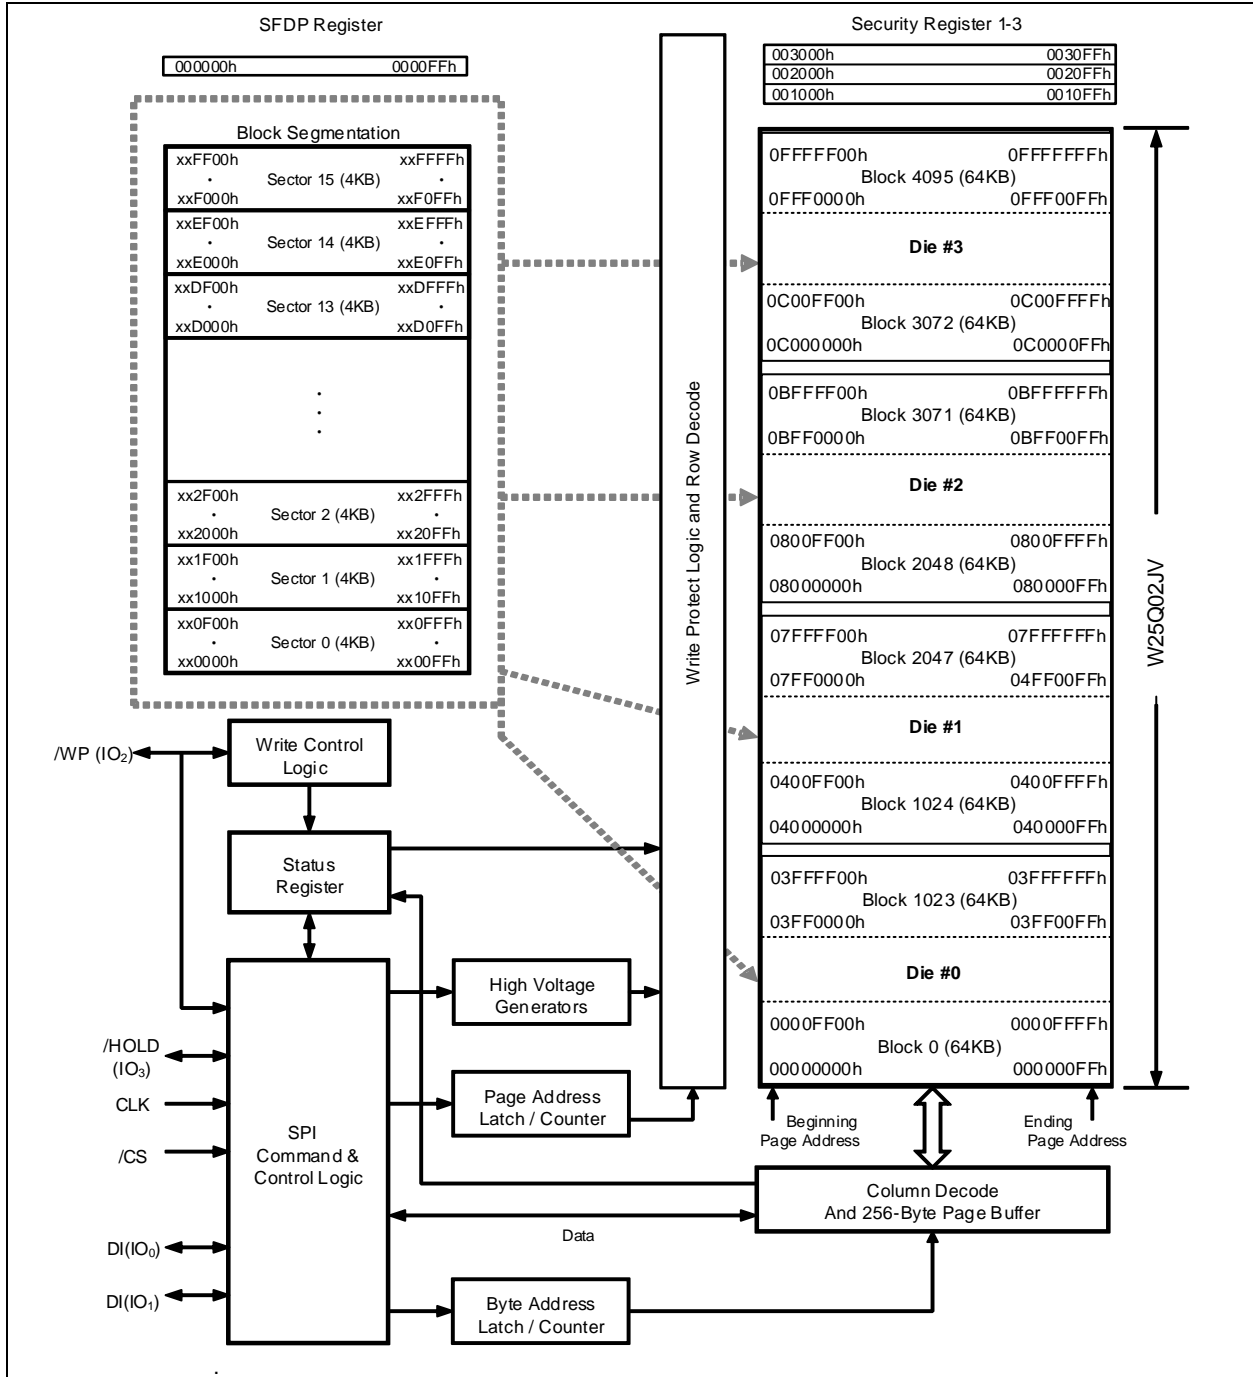 SFDP Register
000000h 0000FFh
Security Register 1-3
003000h 0030FFh
002000h 0020FFh
001000h 0010FFh
Block Segmentation
xxFF00h xxFFFFh
· Sector 15 (4KB) ·
xxF000h xxF0FFh
xxEF00h xxEFFFh
· Sector 14 (4KB) ·
xxE000h xxE0FFh
xxDF00h xxDFFFh
· Sector 13 (4KB) ·
xxD000h xxD0FFh
·
·
·
xx2F00h xx2FFFh
· Sector 2 (4KB) ·
xx2000h xx20FFh
xx1F00h xx1FFFh
· Sector 1 (4KB) ·
xx1000h xx10FFh
xx0F00h xx0FFFh
· Sector 0 (4KB) ·
xx0000h xx00FFh
Write Protect Logic and Row Decode
0FFFFF00h 0FFFFFFFh
Block 4095 (64KB)
0FFF0000h 0FFF00FFh
Die #3
0C00FF00h 0C00FFFFh
Block 3072 (64KB)
0C000000h 0C0000FFh
0BFFFF00h 0BFFFFFFh
Block 3071 (64KB)
0BFF0000h 0BFF00FFh
Die #2
0800FF00h 0800FFFFh
Block 2048 (64KB)
08000000h 080000FFh
07FFFF00h 07FFFFFFh
Block 2047 (64KB)
07FF0000h 04FF00FFh
Die #1
0400FF00h 0400FFFFh
Block 1024 (64KB)
04000000h 040000FFh
03FFFF00h 03FFFFFFh
Block 1023 (64KB)
03FF0000h 03FF00FFh
Die #0
0000FF00h 0000FFFFh
Block 0 (64KB)
00000000h 000000FFh
W25Q02JV
Beginning
Page Address
Ending
Page Address
/WP (IO2)
Write Control
Logic
Status
Register
High Voltage
Generators
/HOLD
(IO3)
CLK
/CS
DI(IO0)
DI(IO1)
SPI
Command &
Control Logic
Page Address
Latch / Counter
Column Decode
And 256-Byte Page Buffer
Data
Byte Address
Latch / Counter